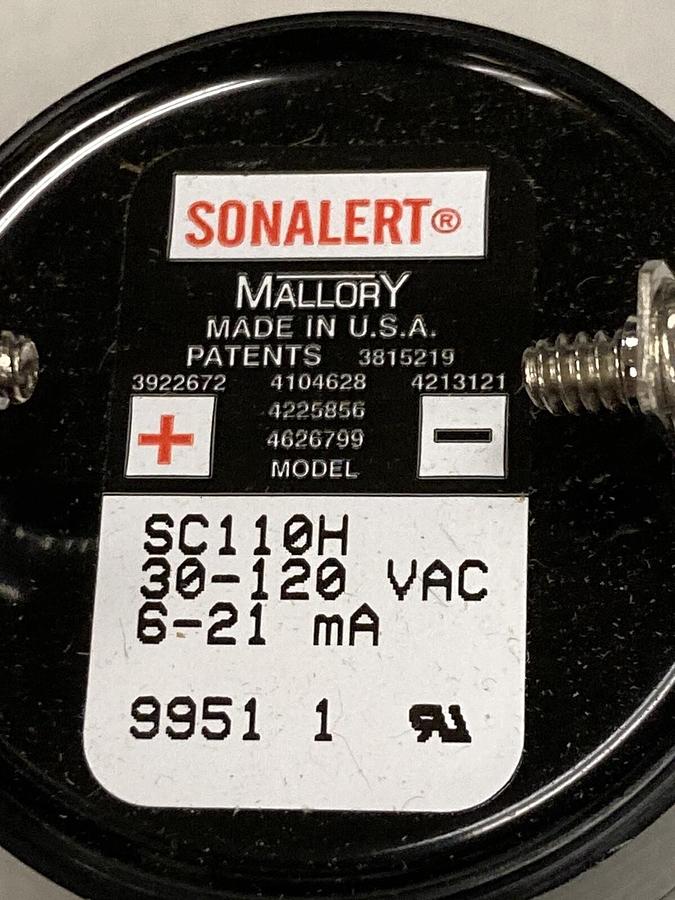 SONALERT®
MALLORY
MADE IN U.S.A.
PATENTS 3815219
3922672 4104628 4213121
4225856
4626799
+ −
MODEL
SC110H
30-120 VAC
6-21 mA
9951 1 RU